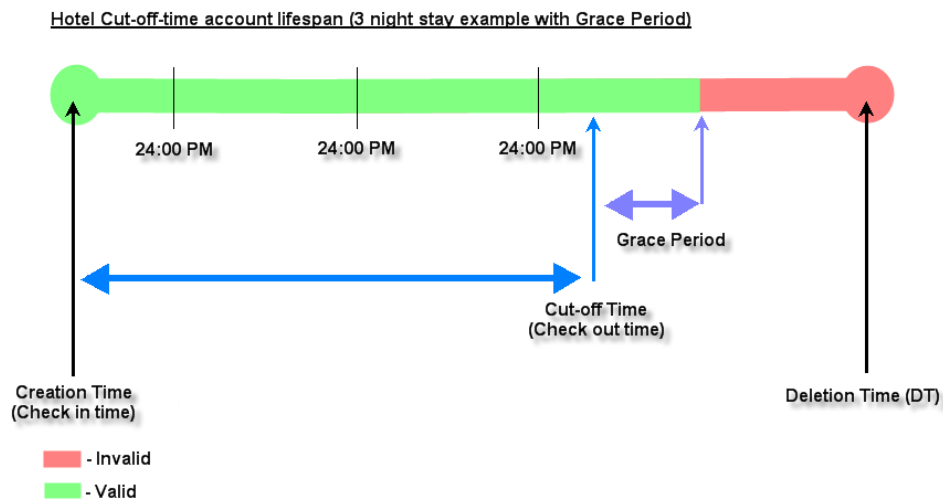 Hotel Cut-off-time account lifespan (3 night stay example with Grace Period)
24:00 PM
24:00 PM
24:00 PM
Grace Period
Cut-off Time
(Check out time)
Creation Time
(Check in time)
Deletion Time (DT)
- Invalid
- Valid